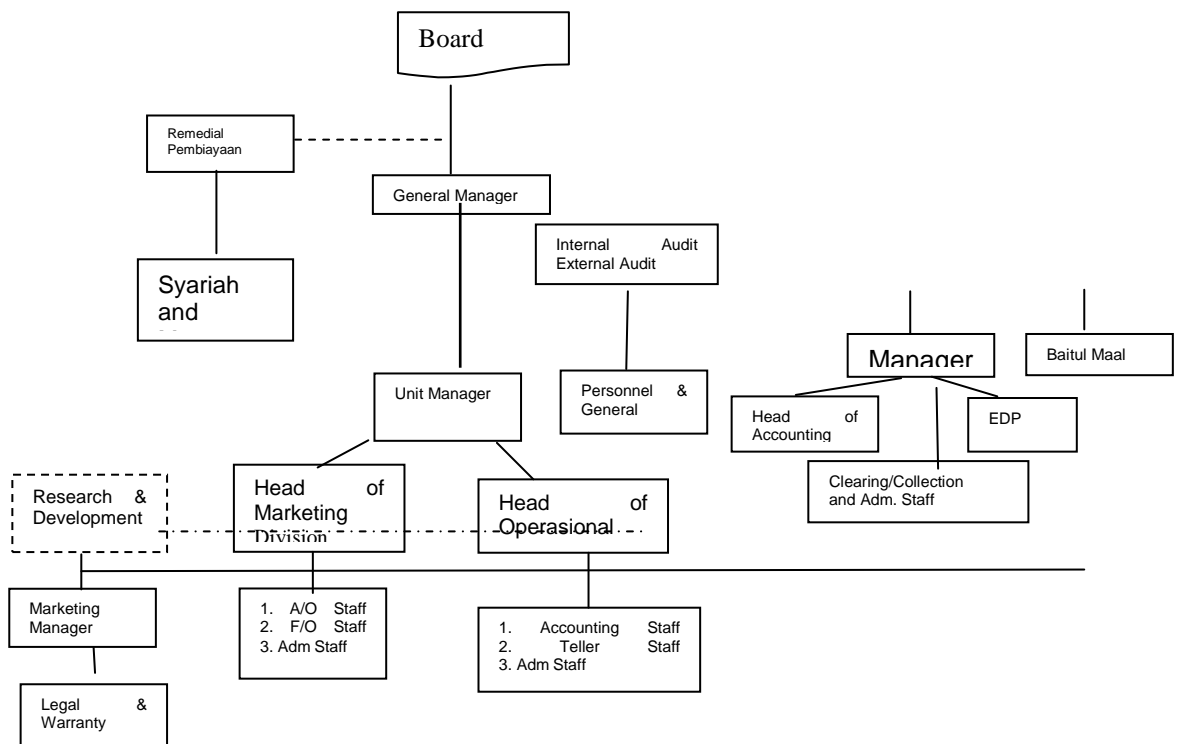 Board
Remedial
Pembiayaan
General Manager
Internal Audit
External Audit
Syariah
and
Manager
Baitul Maal
Unit Manager
Personnel &
General
Head of
Accounting
EDP
Clearing/Collection
and Adm. Staff
Research &
Development
Head of
Marketing
Division
Head of
Operasional
Marketing
Manager
1. A/O Staff
2. F/O Staff
3. Adm Staff
1. Accounting Staff
2. Teller Staff
3. Adm Staff
Legal &
Warranty